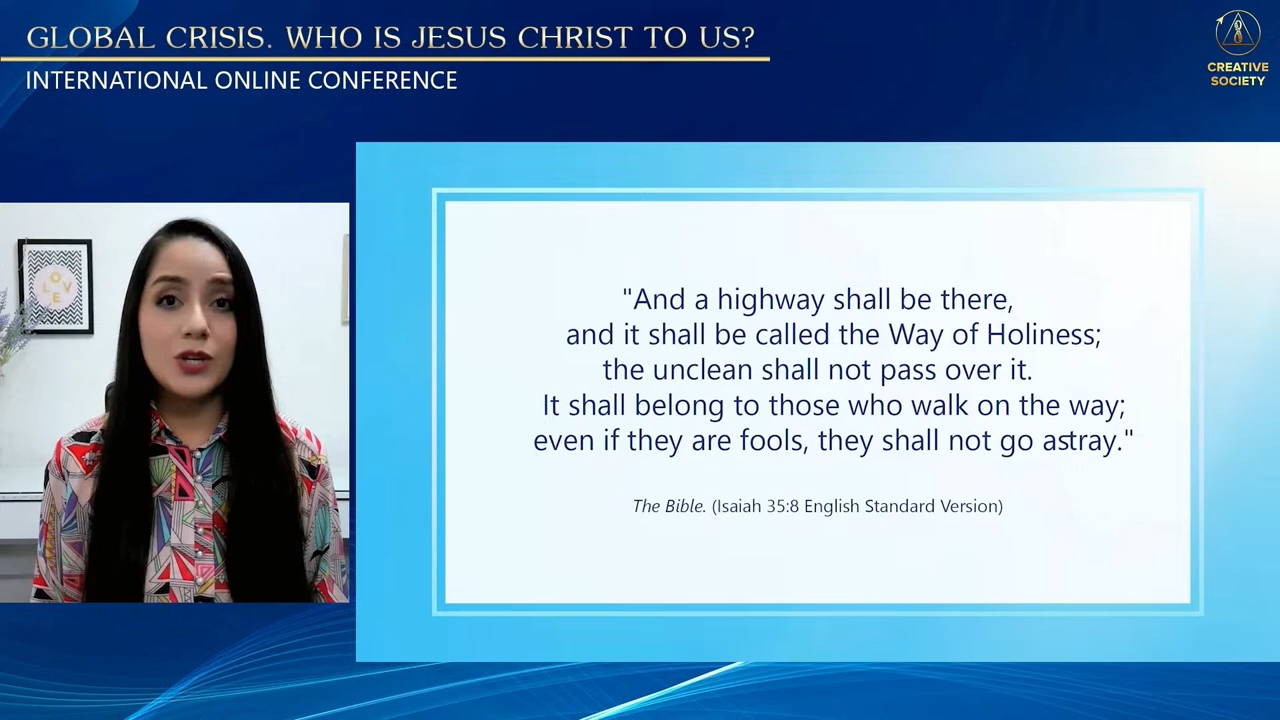 GLOBAL CRISIS. WHO IS JESUS CHRIST TO US?
INTERNATIONAL ONLINE CONFERENCE
CREATIVE
SOCIETY
LOVE
"And a highway shall be there,
and it shall be called the Way of Holiness;
the unclean shall not pass over it.
It shall belong to those who walk on the way;
even if they are fools, they shall not go astray."
The Bible. (Isaiah 35:8 English Standard Version)